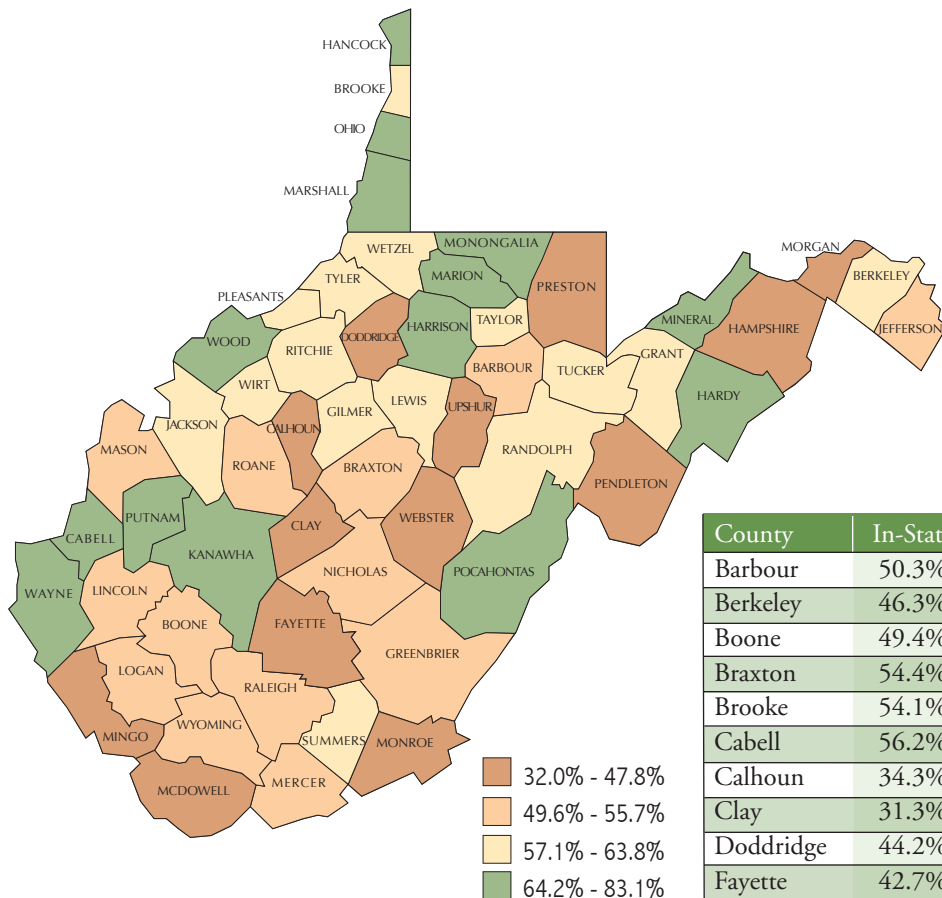 HANCOCK
BROOKE
OHIO
MARSHALL
WETZEL
MONONGALIA
MORGAN
TYLER
MARION
BERKELEY
PRESTON
PLEASANTS
MINERAL
HAMPSHIRE
JEFFERSON
WOOD
RITCHIE
DODDRIDGE
HARRISON
TAYLOR
GRANT
WIRT
BARBOUR
TUCKER
HARDY
JACKSON
CALHOUN
GILMER
LEWIS
UPSHUR
MASON
ROANE
BRAXTON
RANDOLPH
PENDLETON
PUTNAM
CLAY
WEBSTER
CABELL
KANAWHA
NICHOLAS
POCAHONTAS
WAYNE
LINCOLN
BOONE
FAYETTE
GREENBRIER
LOGAN
RALEIGH
MINGO
WYOMING
SUMMERS
MONROE
MCDOWELL
MERCER
32.0% - 47.8%
49.6% - 55.7%
57.1% - 63.8%
64.2% - 83.1%
County In-Stat
Barbour 50.3%
Berkeley 46.3%
Boone 49.4%
Braxton 54.4%
Brooke 54.1%
Cabell 56.2%
Calhoun 34.3%
Clay 31.3%
Doddridge 44.2%
Fayette 42.7%